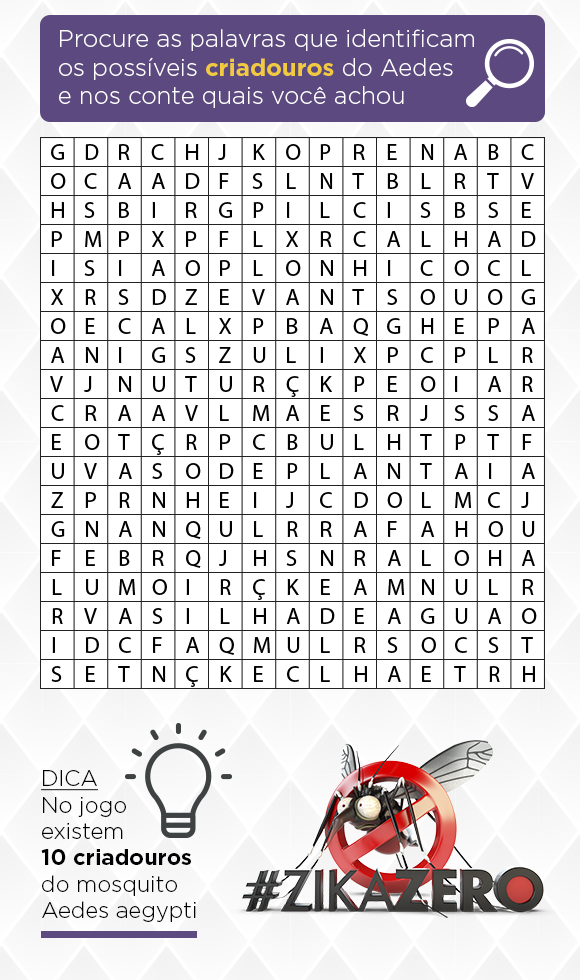 Procure as palavras que identificam
os possíveis criadouros do Aedes
e nos conte quais você achou
G D R C H J K O P R E N A B C
O C A A D F S L N T B L R T V
H S B I R G P I L C I S B S E
P M P X P F L X R C A L H A D
I S I A O P L O N H I C O C L
X R S D Z E V A N T S O U O G
O E C A L X P B A Q G H E P A
A N I G S Z U L I X P C P L R
V J N U T U R Ç K P E O I A R
C R A A V L M A E S R J S S A
E O T Ç R P C B U L H T P T F
U V A S O D E P L A N T A I A
Z P R N H E I J C D O L M C J
G N A N Q U L R R A F A H O U
F E B R Q J H S N R A L O H A
L U M O I R Ç K E A M N U L R
R V A S I L H A D E A G U A O
I D C F A Q M U L R S O C S T
S E T N Ç K E C L H A E T R H
DICA
No jogo
existem
10 criadouros
do mosquito
Aedes aegypti
#ZIKAZERO